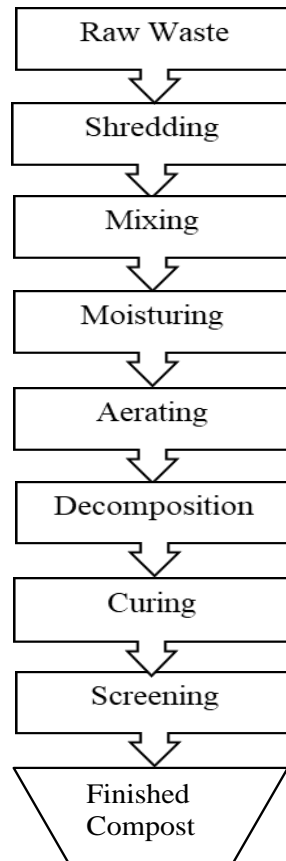 Raw Waste
Shredding
Mixing
Moisturing
Aerating
Decomposition
Curing
Screening
Finished
Compost